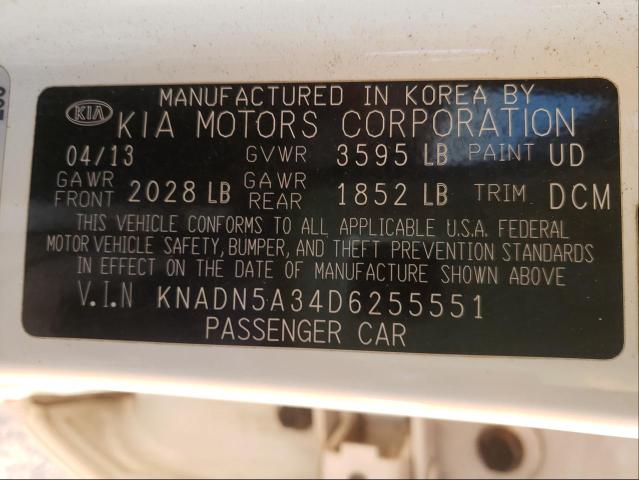 MANUFACTURED IN KOREA BY
KIA KIA MOTORS CORPORATION
04/13 GVWR 3595 LB PAINT UD
GAWR FRONT 2028 LB GAWR REAR 1852 LB TRIM DCM
THIS VEHICLE CONFORMS TO ALL APPLICABLE U.S.A. FEDERAL
MOTOR VEHICLE SAFETY, BUMPER, AND THEFT PREVENTION STANDARDS
IN EFFECT ON THE DATE OF MANUFACTURE SHOWN ABOVE
V.I.N KNADN5A34D6255551
PASSENGER CAR